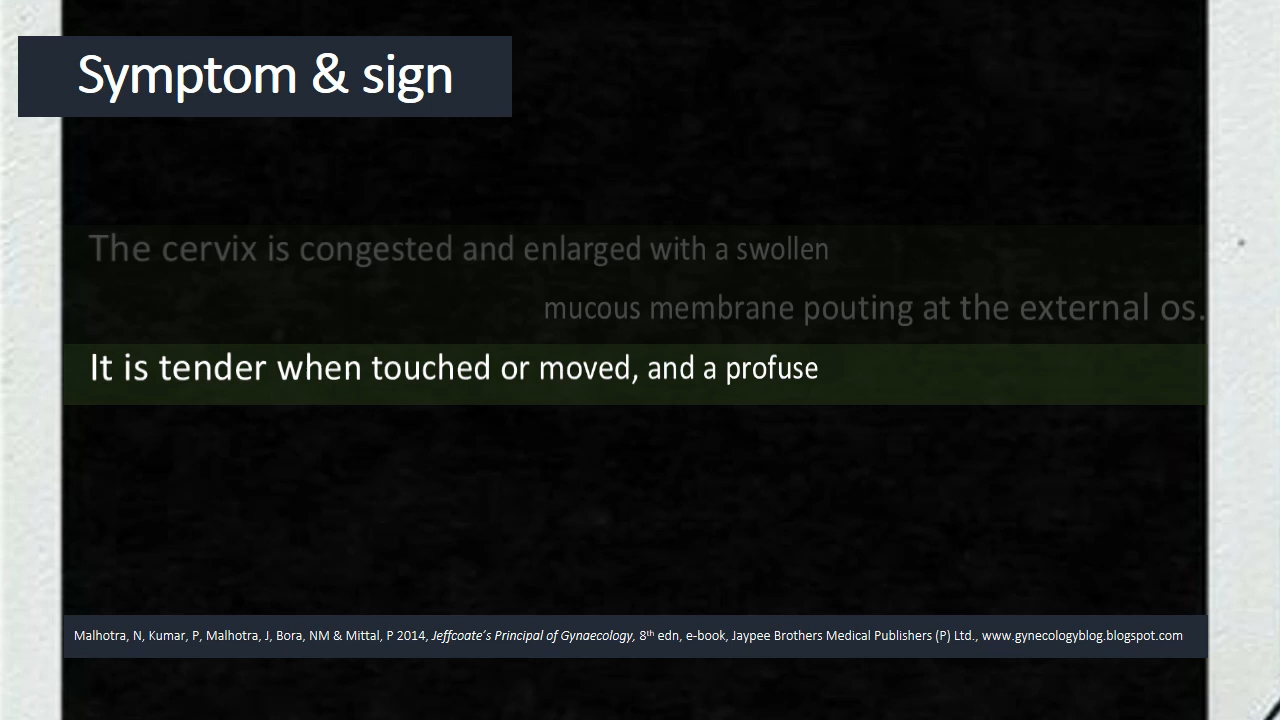 Symptom & sign
The cervix is congested and enlarged with a swollen
mucous membrane pouting at the external os.
It is tender when touched or moved, and a profuse
Malhotra, N, Kumar, P, Malhotra, J, Bora, NM & Mittal, P 2014, Jeffcoate´s Principal of Gynaecology, 8th edn, e-book, Jaypee Brothers Medical Publishers (P) Ltd., www.gynecologyblog.blogspot.com